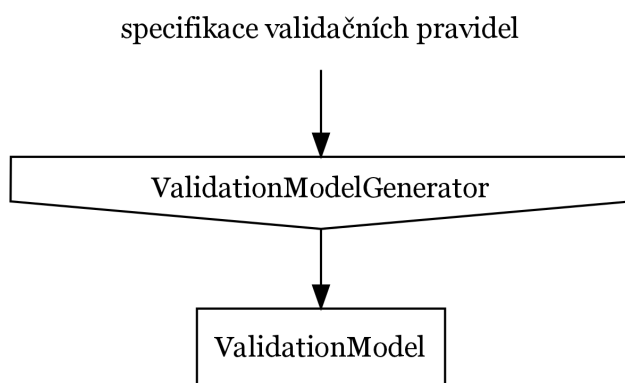 specifikace validačních pravidel
ValidationModelGenerator
ValidationModel